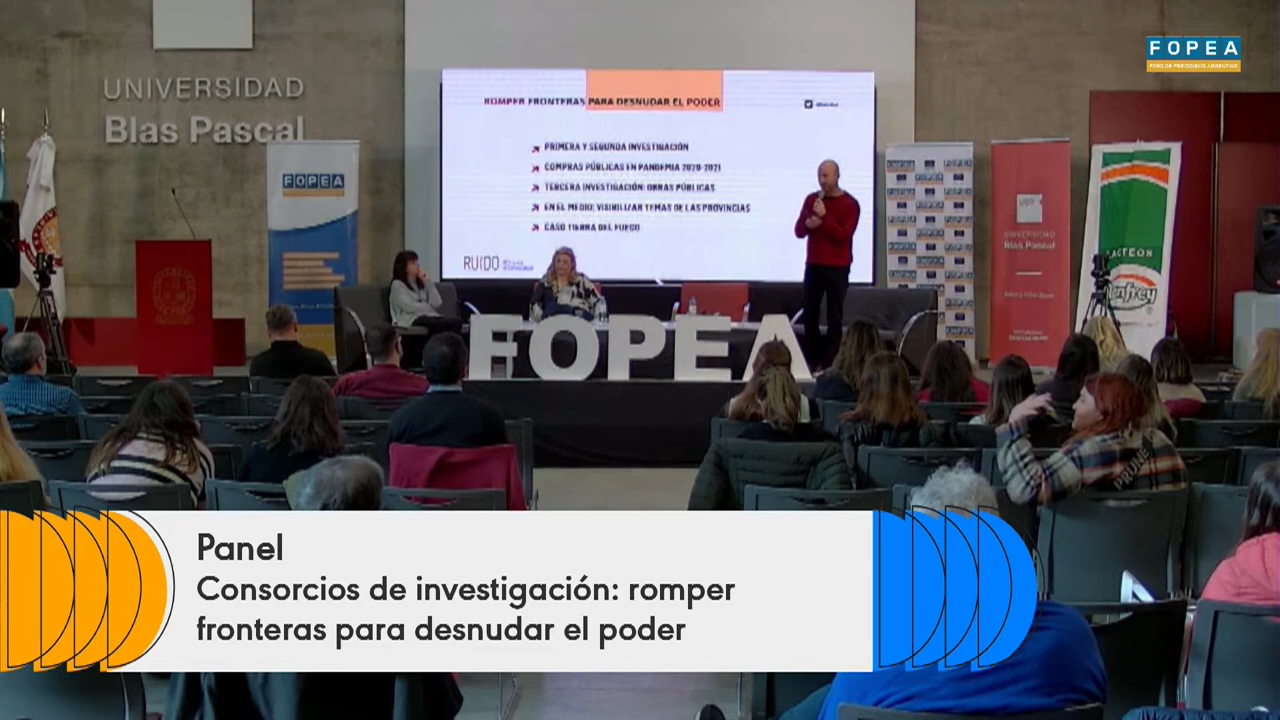 UNIVERSIDAD
Blas Pascal
FOPEA
FORO DE PERIODISMO ARGENTINO
ROMPER FRONTERAS PARA DESNUDAR EL PODER
PRIMERA Y SEGUNDA INVESTIGACIÓN
COMPRAS PÚBLICAS EN PANDEMIA 2020-2021
TERCERA INVESTIGACIÓN: OBRAS PÚBLICAS
EN EL MEDIO: VISIBILIZAR TEMAS DE LAS PROVINCIAS
CASO TIERRA DEL FUEGO
RUIDO
FOPEA
UNIVERSIDAD
Blas Pascal
FOPEA
PRUNE
Panel
Consorcios de investigación: romper
fronteras para desnudar el poder